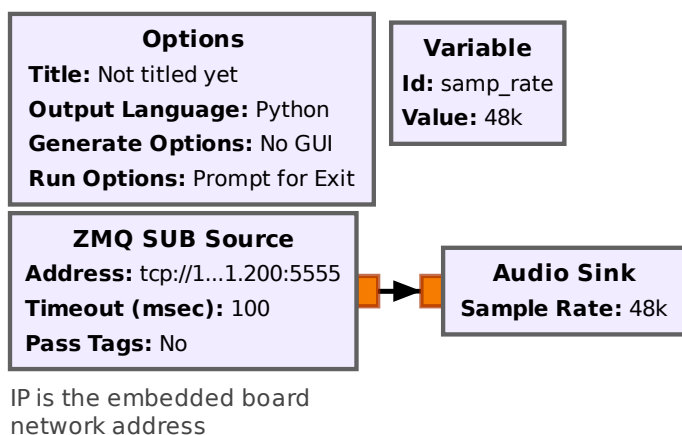 Options
Title: Not titled yet
Output Language: Python
Generate Options: No GUI
Run Options: Prompt for Exit
Variable
Id: samp_rate
Value: 48k
ZMQ SUB Source
Address: tcp://1...1.200:5555
Timeout (msec): 100
Pass Tags: No
Audio Sink
Sample Rate: 48k
IP is the embedded board
network address